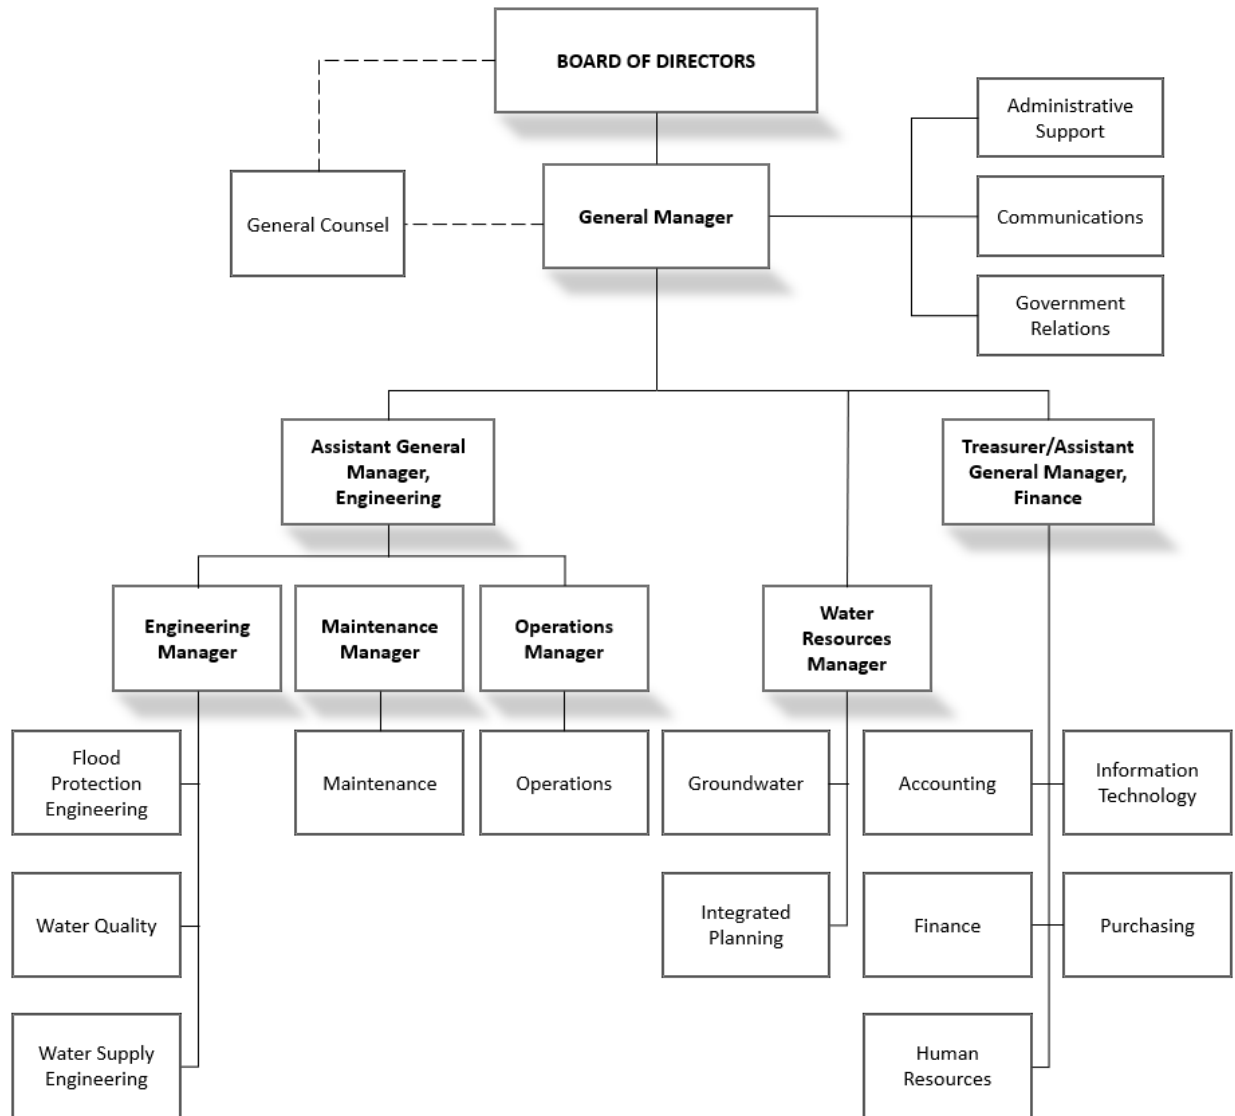 BOARD OF DIRECTORS
Administrative
Support
General Counsel
General Manager
Communications
Government
Relations
Assistant General
Manager,
Engineering
Treasurer/Assistant
General Manager,
Finance
Engineering
Manager
Maintenance
Manager
Operations
Manager
Water
Resources
Manager
Flood
Protection
Engineering
Maintenance
Operations
Groundwater
Accounting
Information
Technology
Water Quality
Integrated
Planning
Finance
Purchasing
Water Supply
Engineering
Human
Resources